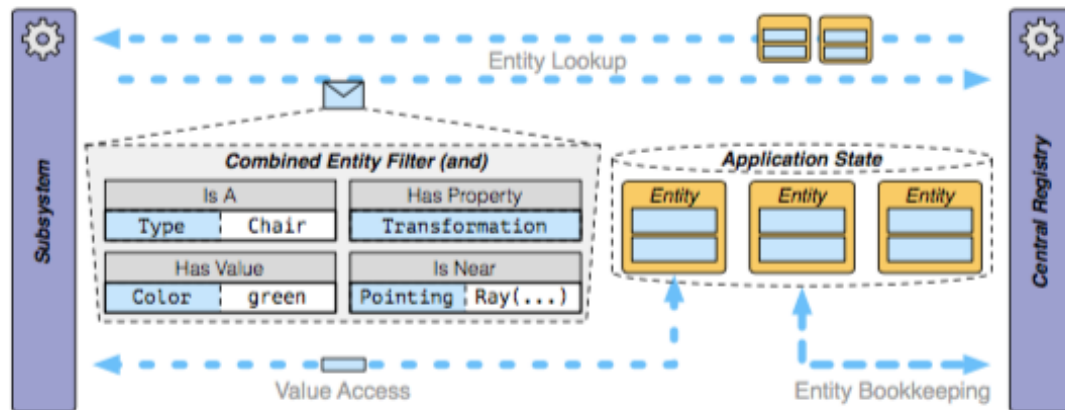 Entity Lookup
Subsystem
Combined Entity Filter (and)
Is A
Type Chair
Has Property
Transformation
Has Value
Color green
Is Near
Pointing Ray(...)
Application State
Entity
Entity
Entity
Central Registry
Value Access
Entity Bookkeeping